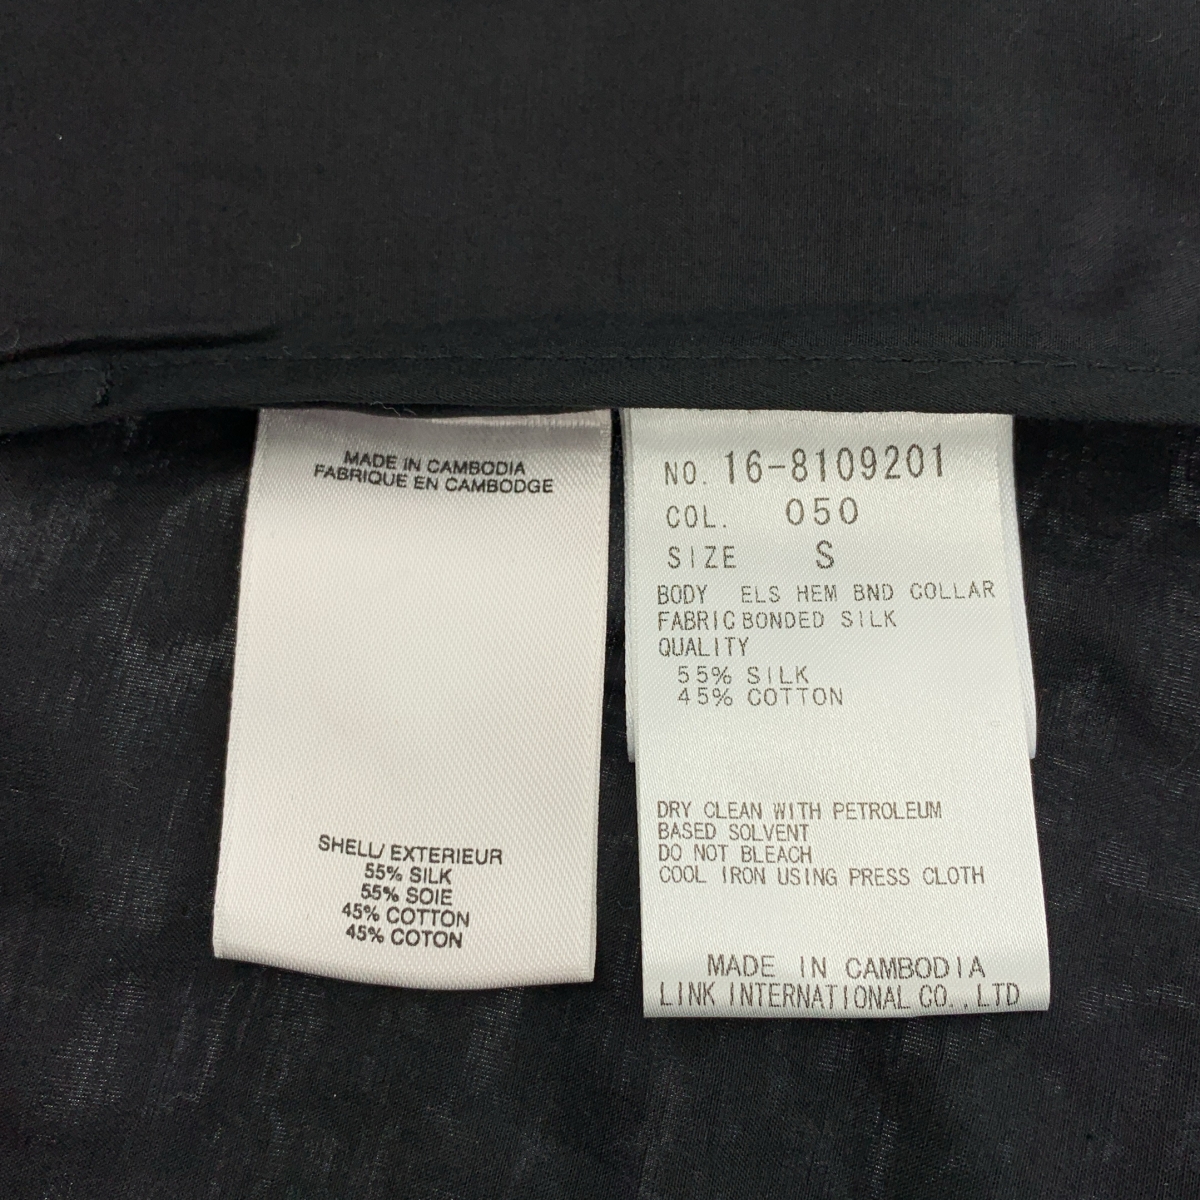 MADE IN CAMBODIA
FABRIQUE EN CAMBODGE
SHELL/ EXTERIEUR
55% SILK
55% SOIE
45% COTTON
45% COTON
NO. 16-8109201
COL. 050
SIZE S
BODY ELS HEM BND COLLAR
FABRIC BONDED SILK
QUALITY
55% SILK
45% COTTON
DRY CLEAN WITH PETROLEUM
BASED SOLVENT
DO NOT BLEACH
COOL IRON USING PRESS CLOTH
MADE IN CAMBODIA
LINK INTERNATIONAL CO.,LTD